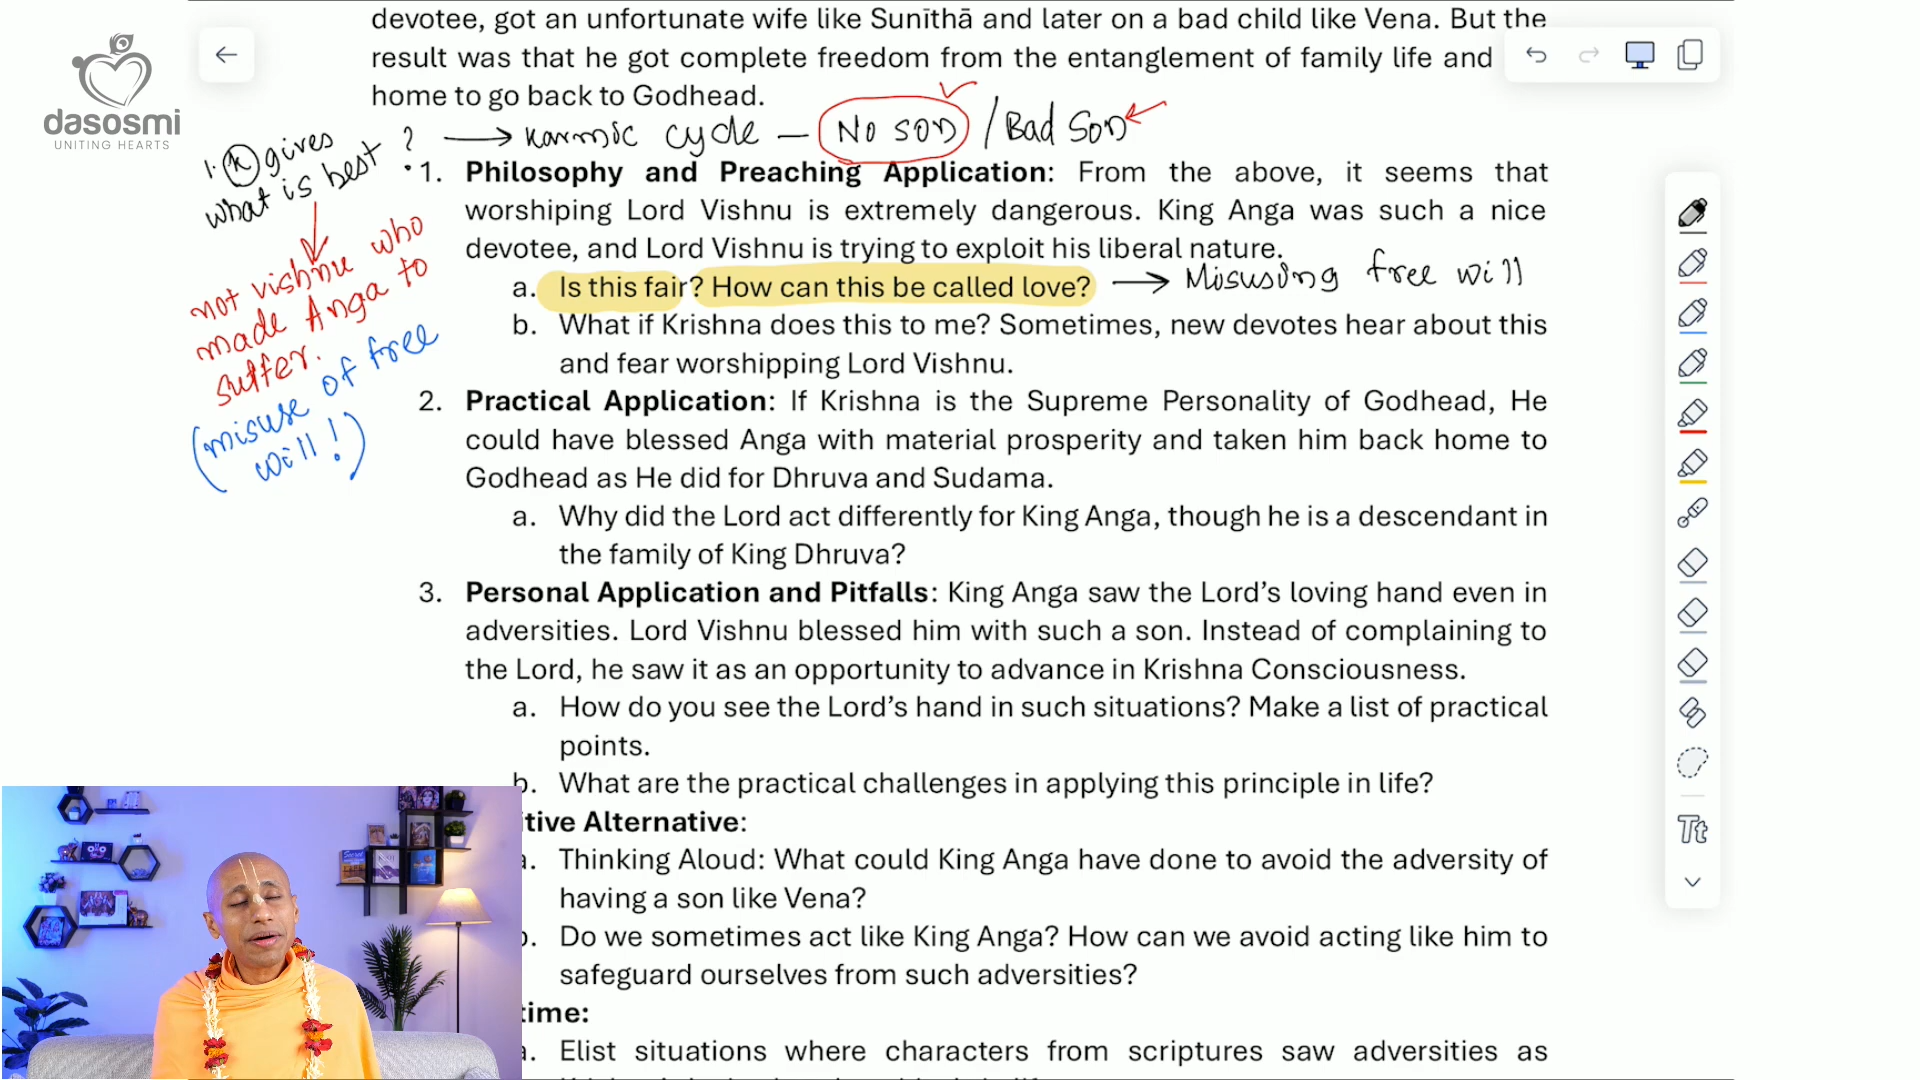 devotee, got an unfortunate wife like Sunīthā and later on a bad child like Vena. But the
result was that he got complete freedom from the entanglement of family life and
home to go back to Godhead.
dasosmi
UNITING HEARTS
1. K gives
what is best ?
→ Karmic cycle – No son / Bad Son
not vishnu who
made Anga to
suffer.
(misuse of free
will!)
1. Philosophy and Preaching Application: From the above, it seems that
worshiping Lord Vishnu is extremely dangerous. King Anga was such a nice
devotee, and Lord Vishnu is trying to exploit his liberal nature.
a. Is this fair? How can this be called love? → Misusing free will
b. What if Krishna does this to me? Sometimes, new devotes hear about this
and fear worshipping Lord Vishnu.
2. Practical Application: If Krishna is the Supreme Personality of Godhead, He
could have blessed Anga with material prosperity and taken him back home to
Godhead as He did for Dhruva and Sudama.
a. Why did the Lord act differently for King Anga, though he is a descendant in
the family of King Dhruva?
3. Personal Application and Pitfalls: King Anga saw the Lord’s loving hand even in
adversities. Lord Vishnu blessed him with such a son. Instead of complaining to
the Lord, he saw it as an opportunity to advance in Krishna Consciousness.
a. How do you see the Lord’s hand in such situations? Make a list of practical
points.
b. What are the practical challenges in applying this principle in life?
tive Alternative:
a. Thinking Aloud: What could King Anga have done to avoid the adversity of
having a son like Vena?
b. Do we sometimes act like King Anga? How can we avoid acting like him to
safeguard ourselves from such adversities?
time:
a. Elist situations where characters from scriptures saw adversities as
Tt